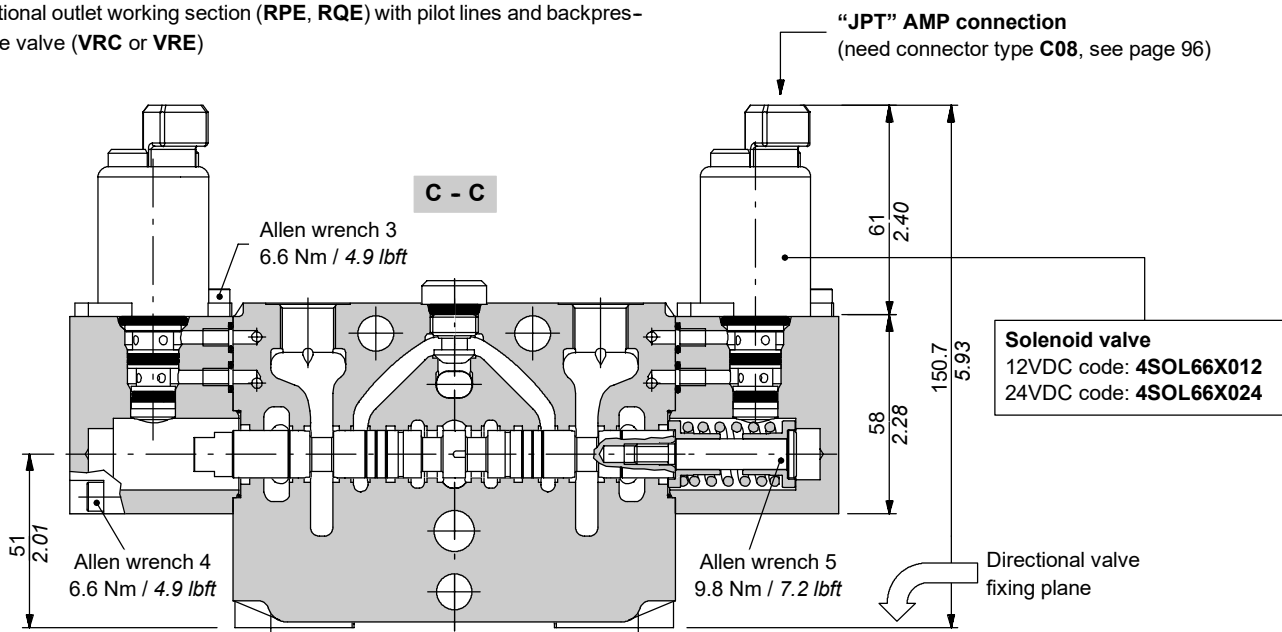 tional outlet working section (RPE, RQE) with pilot lines and backpres-
e valve (VRC or VRE)
“JPT” AMP connection
(need connector type C08, see page 96)
C - C
Allen wrench 3
6.6 Nm / 4.9 lbft
61
2.40
150.7
5.93
58
2.28
Solenoid valve
12VDC code: 4SOL66X012
24VDC code: 4SOL66X024
51
2.01
Allen wrench 4
6.6 Nm / 4.9 lbft
Allen wrench 5
9.8 Nm / 7.2 lbft
Directional valve
fixing plane